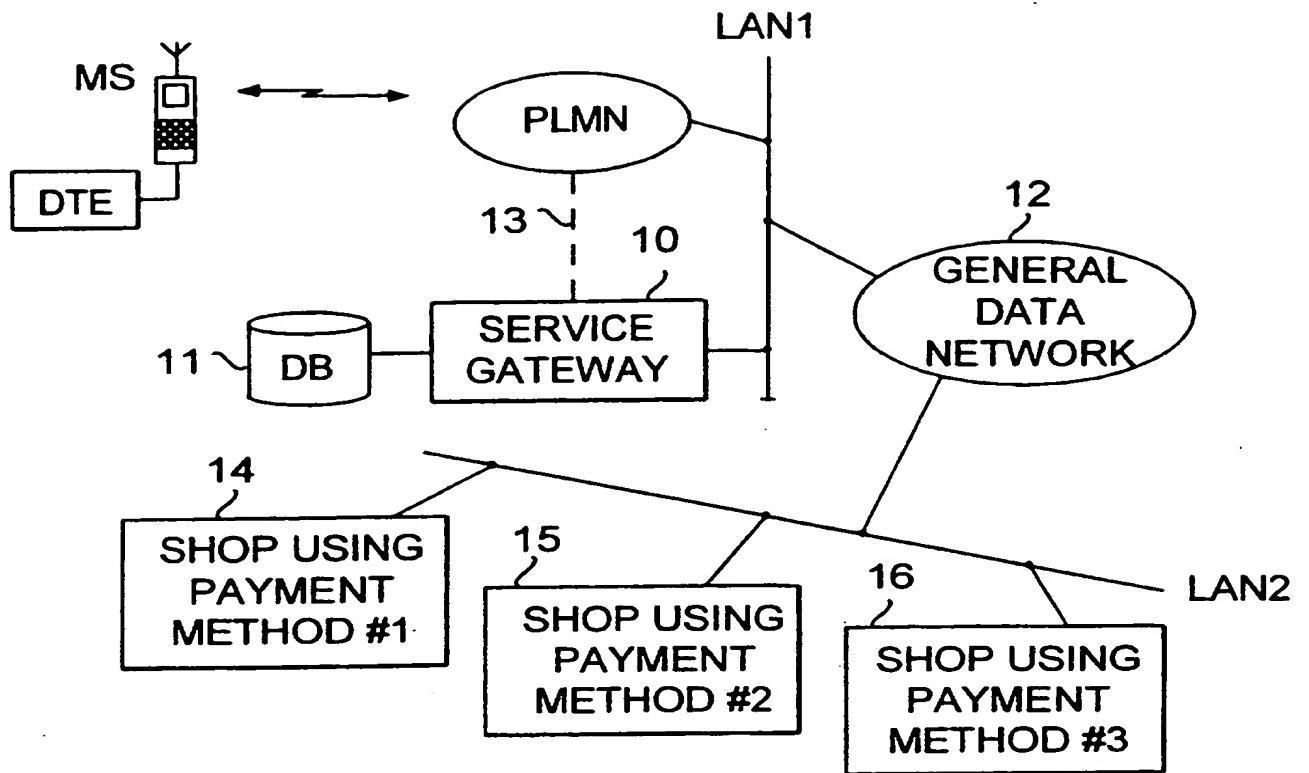 LAN1
MS
PLMN
DTE
13
10
12
GENERAL
DATA
NETWORK
SERVICE
GATEWAY
11
DB
14
SHOP USING
PAYMENT
METHOD #1
15
SHOP USING
PAYMENT
METHOD #2
16
SHOP USING
PAYMENT
METHOD #3
LAN2